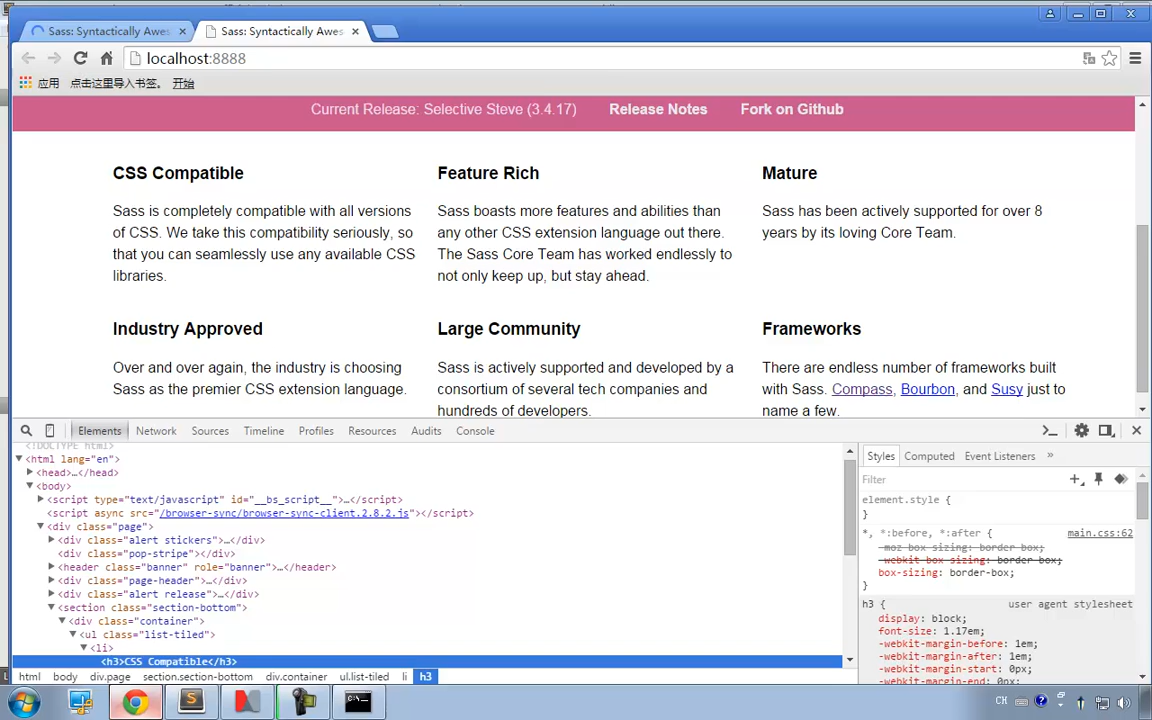 Sass: Syntactically Awes
Sass: Syntactically Awes
localhost:8888
应用 点击这里导入书签。 开始
Current Release: Selective Steve (3.4.17) Release Notes Fork on Github
CSS Compatible
Sass is completely compatible with all versions
of CSS. We take this compatibility seriously, so
that you can seamlessly use any available CSS
libraries.
Feature Rich
Sass boasts more features and abilities than
any other CSS extension language out there.
The Sass Core Team has worked endlessly to
not only keep up, but stay ahead.
Mature
Sass has been actively supported for over 8
years by its loving Core Team.
Industry Approved
Over and over again, the industry is choosing
Sass as the premier CSS extension language.
Large Community
Sass is actively supported and developed by a
consortium of several tech companies and
hundreds of developers.
Frameworks
There are endless number of frameworks built
with Sass. Compass, Bourbon, and Susy just to
name a few.
Elements Network Sources Timeline Profiles Resources Audits Console
<!DOCTYPE html>
<html lang="en">
<head>…</head>
<body>
<script type="text/javascript" id="__bs_script__">…</script>
<script async src="/browser-sync/browser-sync-client.2.8.2.js"></script>
<div class="page">
<div class="alert stickers">…</div>
<div class="pop-stripe"></div>
<header class="banner" role="banner">…</header>
<div class="page-header">…</div>
<div class="alert release">…</div>
<section class="section-bottom">
<div class="container">
<ul class="list-tiled">
<li>
<h3>CSS Compatible</h3>
html body div.page section.section-bottom div.container ul.list-tiled li h3
Styles Computed Event Listeners »
Filter
element.style {
}
*, *:before, *:after { main.css:62
-moz-box-sizing: border-box;
-webkit-box-sizing: border-box;
box-sizing: border-box;
}
h3 { user agent stylesheet
display: block;
font-size: 1.17em;
-webkit-margin-before: 1em;
-webkit-margin-after: 1em;
-webkit-margin-start: 0px;
-webkit-margin-end: 0px;
CH